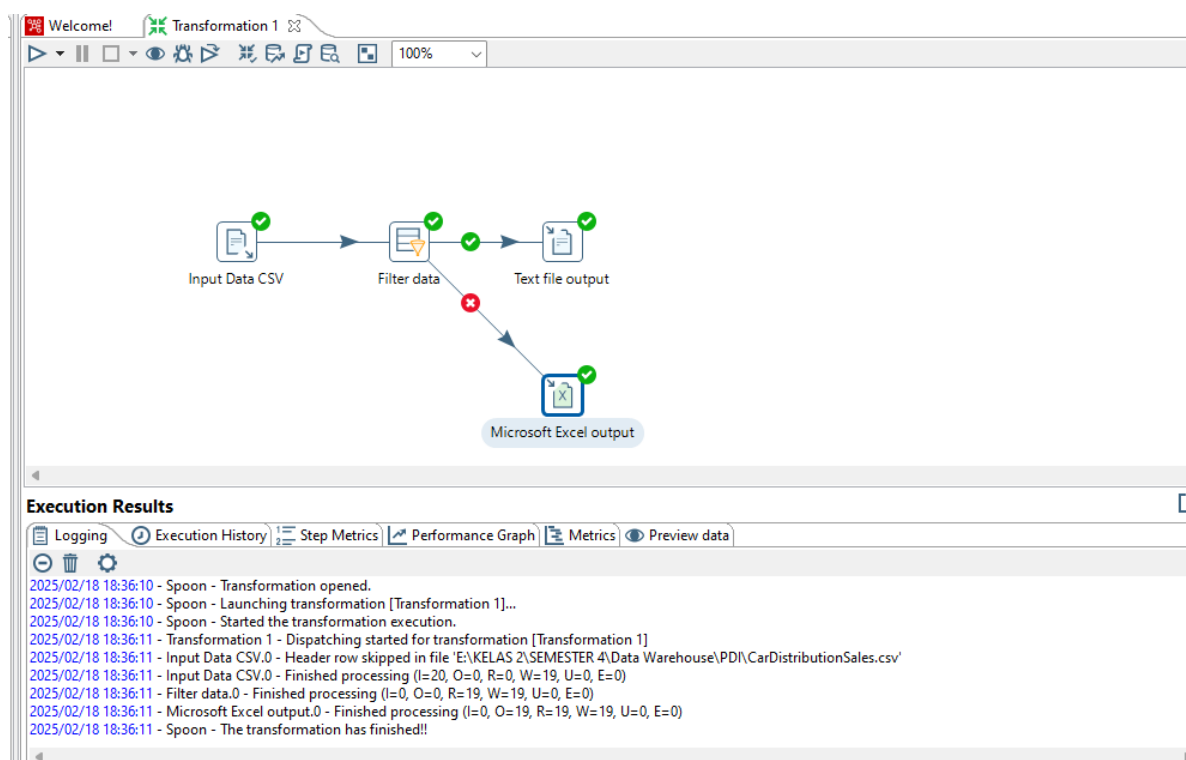 Welcome! Transformation 1
100%
Input Data CSV Filter data Text file output
Microsoft Excel output
Execution Results
Logging Execution History Step Metrics Performance Graph Metrics Preview data
2025/02/18 18:36:10 - Spoon - Transformation opened.
2025/02/18 18:36:10 - Spoon - Launching transformation [Transformation 1]...
2025/02/18 18:36:10 - Spoon - Started the transformation execution.
2025/02/18 18:36:11 - Transformation 1 - Dispatching started for transformation [Transformation 1]
2025/02/18 18:36:11 - Input Data CSV.0 - Header row skipped in file 'E:\KELAS 2\SEMESTER 4\Data Warehouse\PDI\CarDistributionSales.csv'
2025/02/18 18:36:11 - Input Data CSV.0 - Finished processing (I=20, O=0, R=0, W=19, U=0, E=0)
2025/02/18 18:36:11 - Filter data.0 - Finished processing (I=0, O=0, R=19, W=19, U=0, E=0)
2025/02/18 18:36:11 - Microsoft Excel output.0 - Finished processing (I=0, O=19, R=19, W=19, U=0, E=0)
2025/02/18 18:36:11 - Spoon - The transformation has finished!!